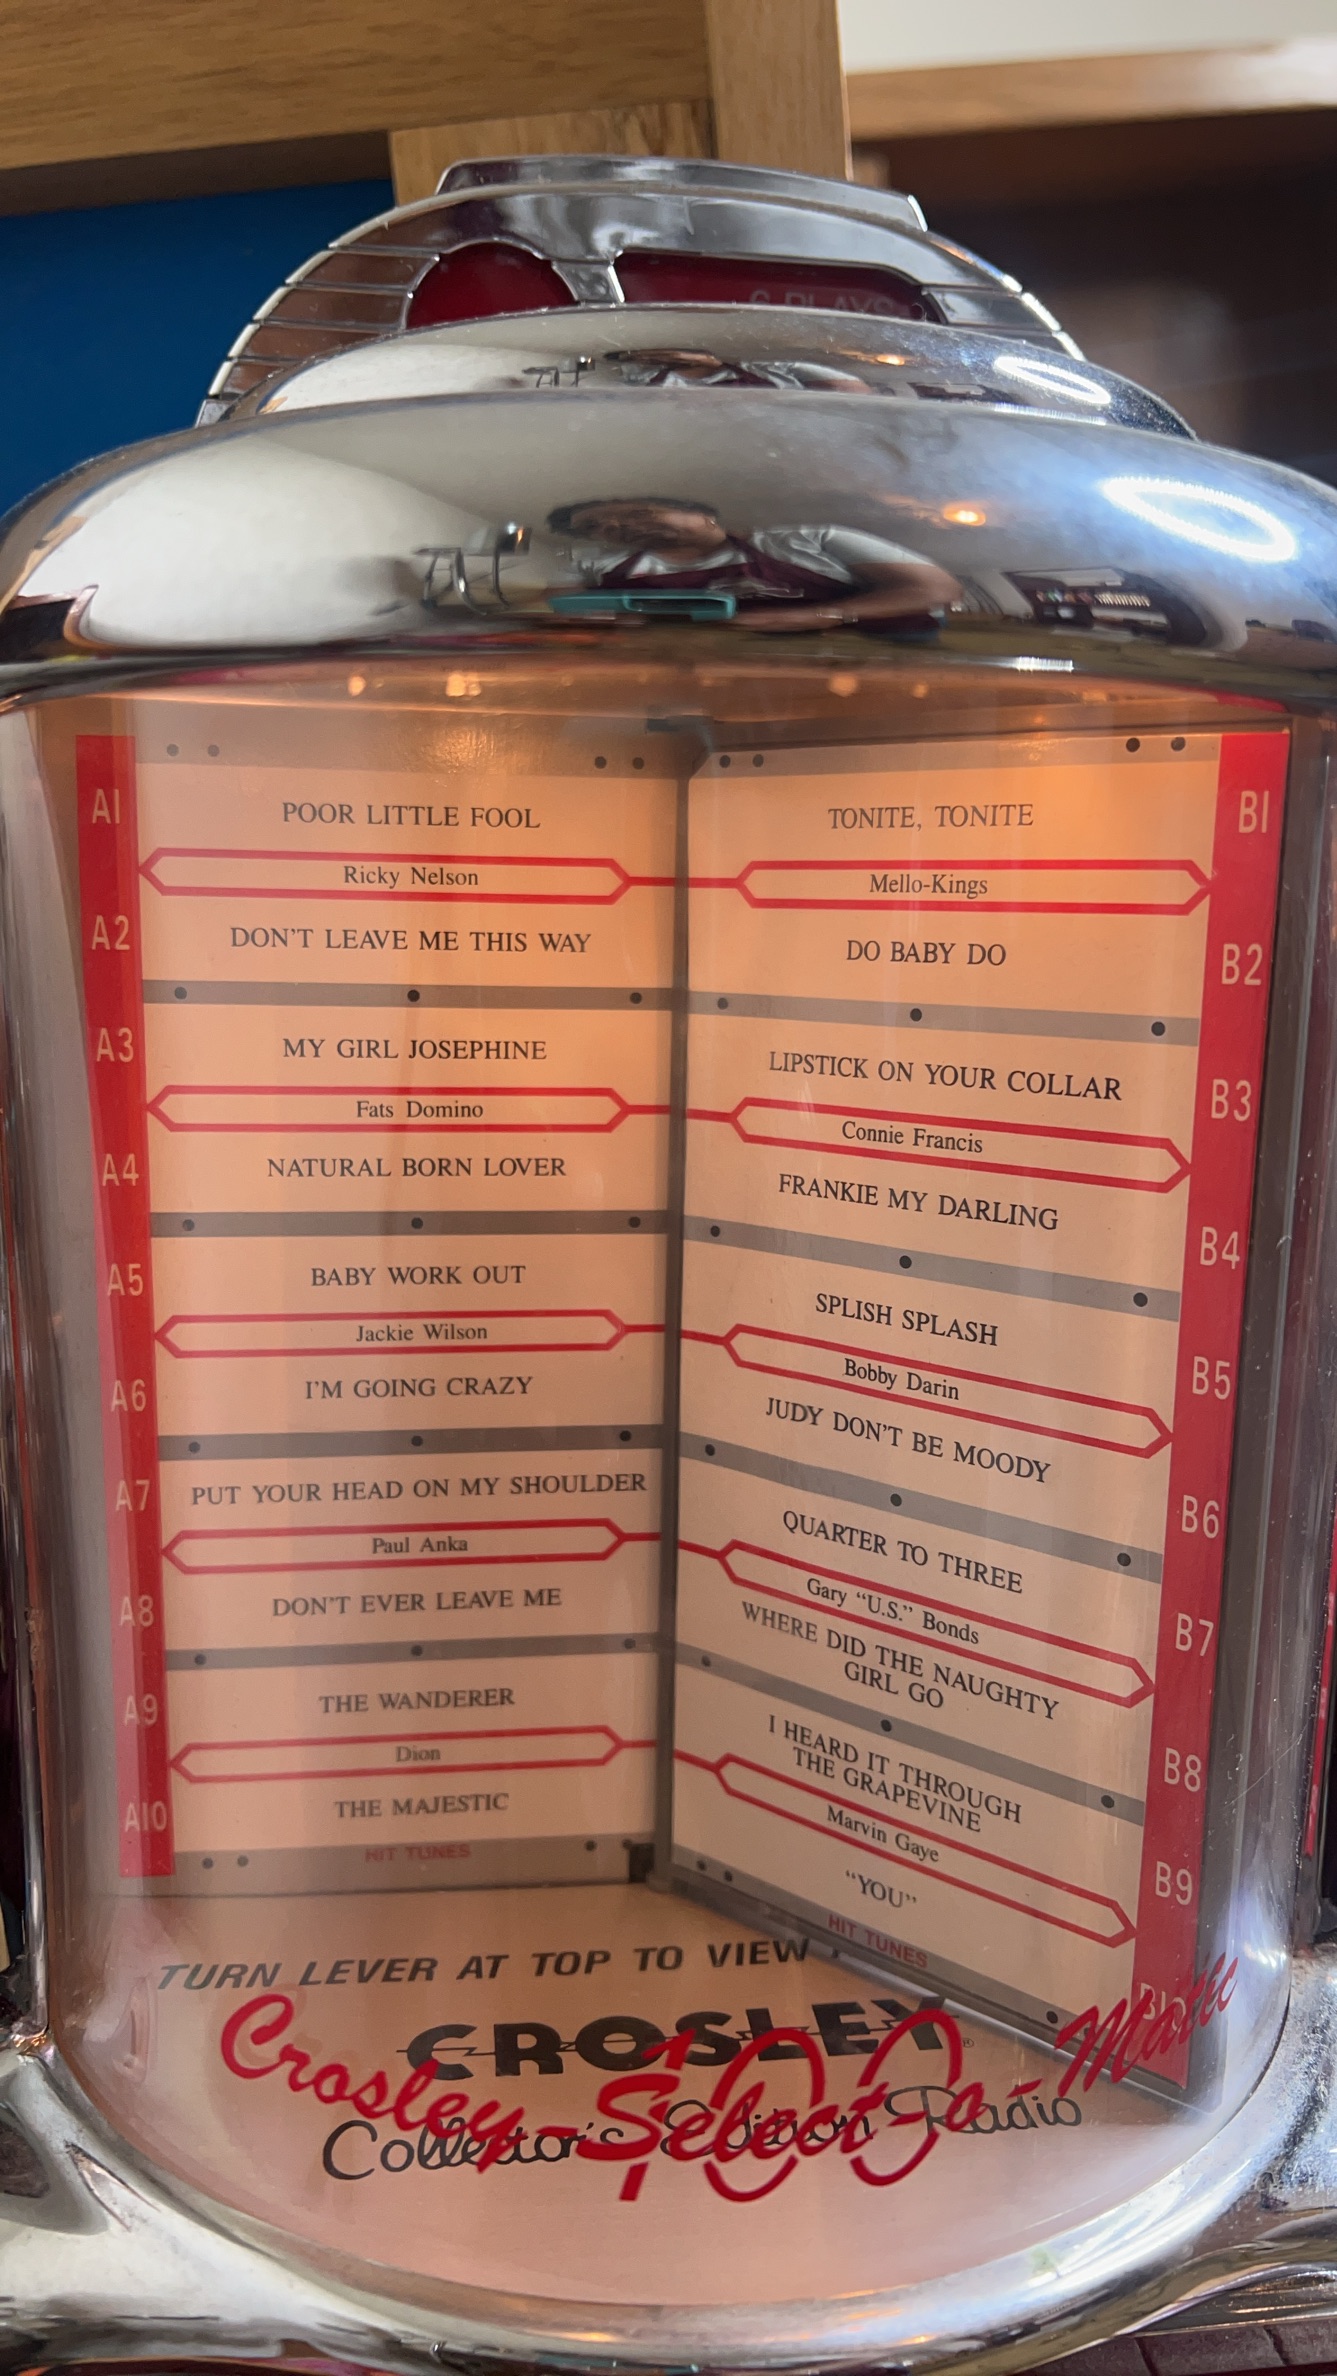 6 PLAYS
A1
POOR LITTLE FOOL
Ricky Nelson
A2
DON'T LEAVE ME THIS WAY
A3
MY GIRL JOSEPHINE
Fats Domino
A4
NATURAL BORN LOVER
A5
BABY WORK OUT
Jackie Wilson
A6
I'M GOING CRAZY
A7
PUT YOUR HEAD ON MY SHOULDER
Paul Anka
A8
DON'T EVER LEAVE ME
A9
THE WANDERER
Dion
A10
THE MAJESTIC
HIT TUNES
B1
TONITE, TONITE
Mello-Kings
B2
DO BABY DO
B3
LIPSTICK ON YOUR COLLAR
Connie Francis
B4
FRANKIE MY DARLING
B5
SPLISH SPLASH
Bobby Darin
B6
JUDY DON'T BE MOODY
B7
QUARTER TO THREE
Gary "U.S." Bonds
B8
WHERE DID THE NAUGHTY
GIRL GO
B9
I HEARD IT THROUGH
THE GRAPEVINE
Marvin Gaye
B10
"YOU"
HIT TUNES
TURN LEVER AT TOP TO VIEW
CROSLEY®
Collector's Edition Radio
Crosley-Select-o-Matic
100